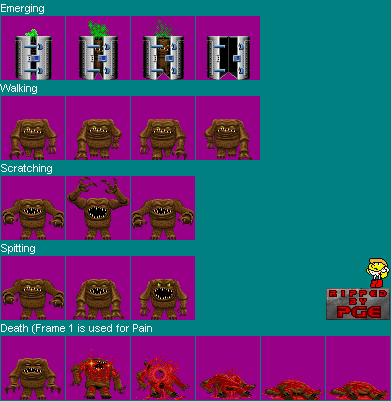 Emerging
Walking
Scratching
Spitting
RIPPED
BY
PGE
Death (Frame 1 is used for Pain